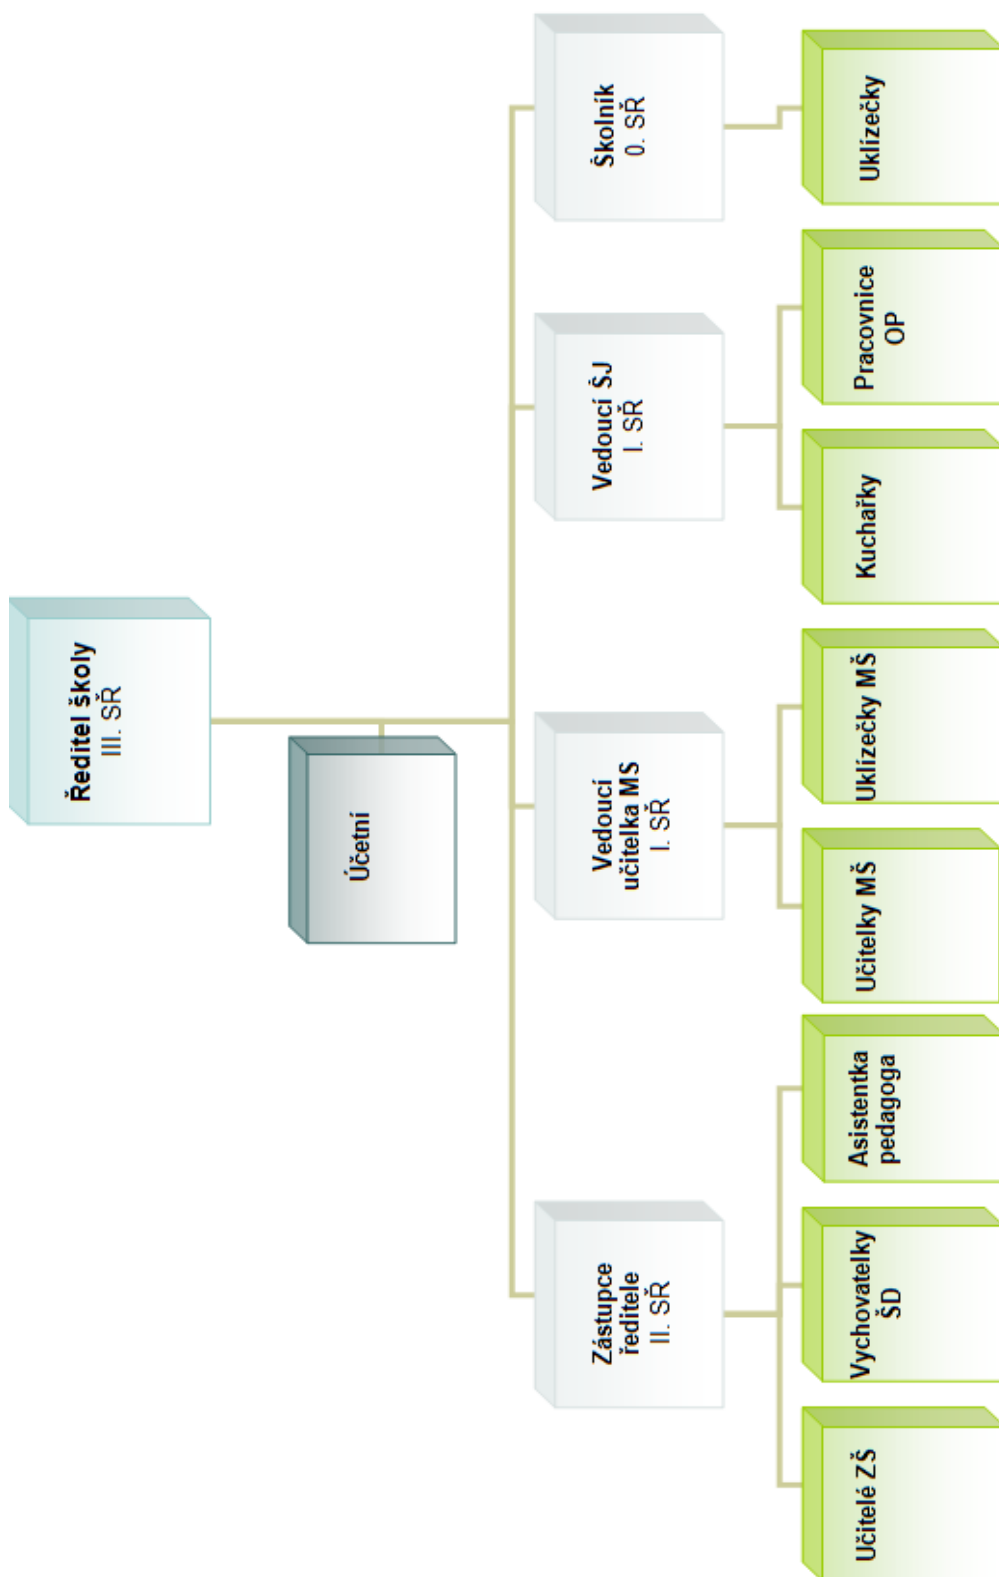 Ředitel školy
III. SŘ
Účetní
Zástupce
ředitele
II. SŘ
Vedoucí
učitelka MŠ
I. SŘ
Vedoucí ŠJ
I. SŘ
Školník
0. SŘ
Učitelé ZŠ
Vychovatelky
ŠD
Asistentka
pedagoga
Učitelky MŠ
Uklízečky MŠ
Kuchařky
Pracovnice
OP
Uklízečky